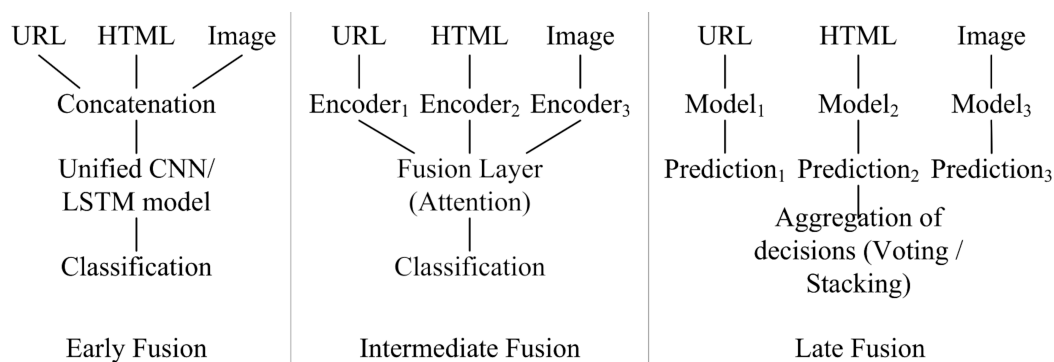 URL HTML Image
Concatenation
Unified CNN/
LSTM model
Classification
Early Fusion
URL HTML Image
Encoder₁ Encoder₂ Encoder₃
Fusion Layer
(Attention)
Classification
Intermediate Fusion
URL HTML Image
Model₁ Model₂ Model₃
Prediction₁ Prediction₂ Prediction₃
Aggregation of
decisions (Voting /
Stacking)
Late Fusion